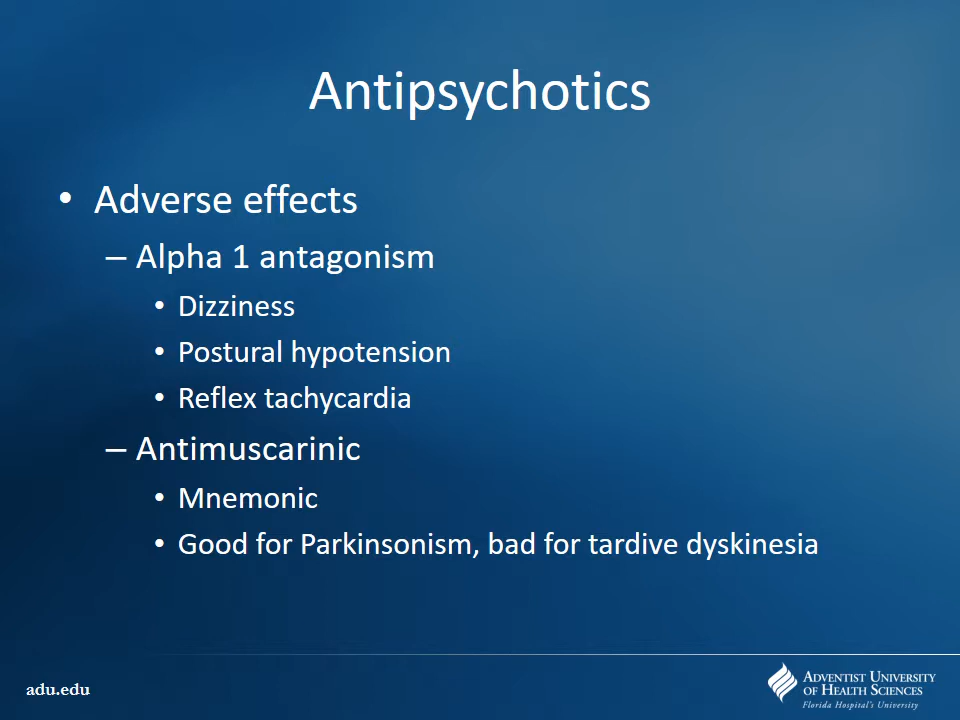 Antipsychotics
• Adverse effects
– Alpha 1 antagonism
• Dizziness
• Postural hypotension
• Reflex tachycardia
– Antimuscarinic
• Mnemonic
• Good for Parkinsonism, bad for tardive dyskinesia
adu.edu
ADVENTIST UNIVERSITY
OF HEALTH SCIENCES
Florida Hospital's University